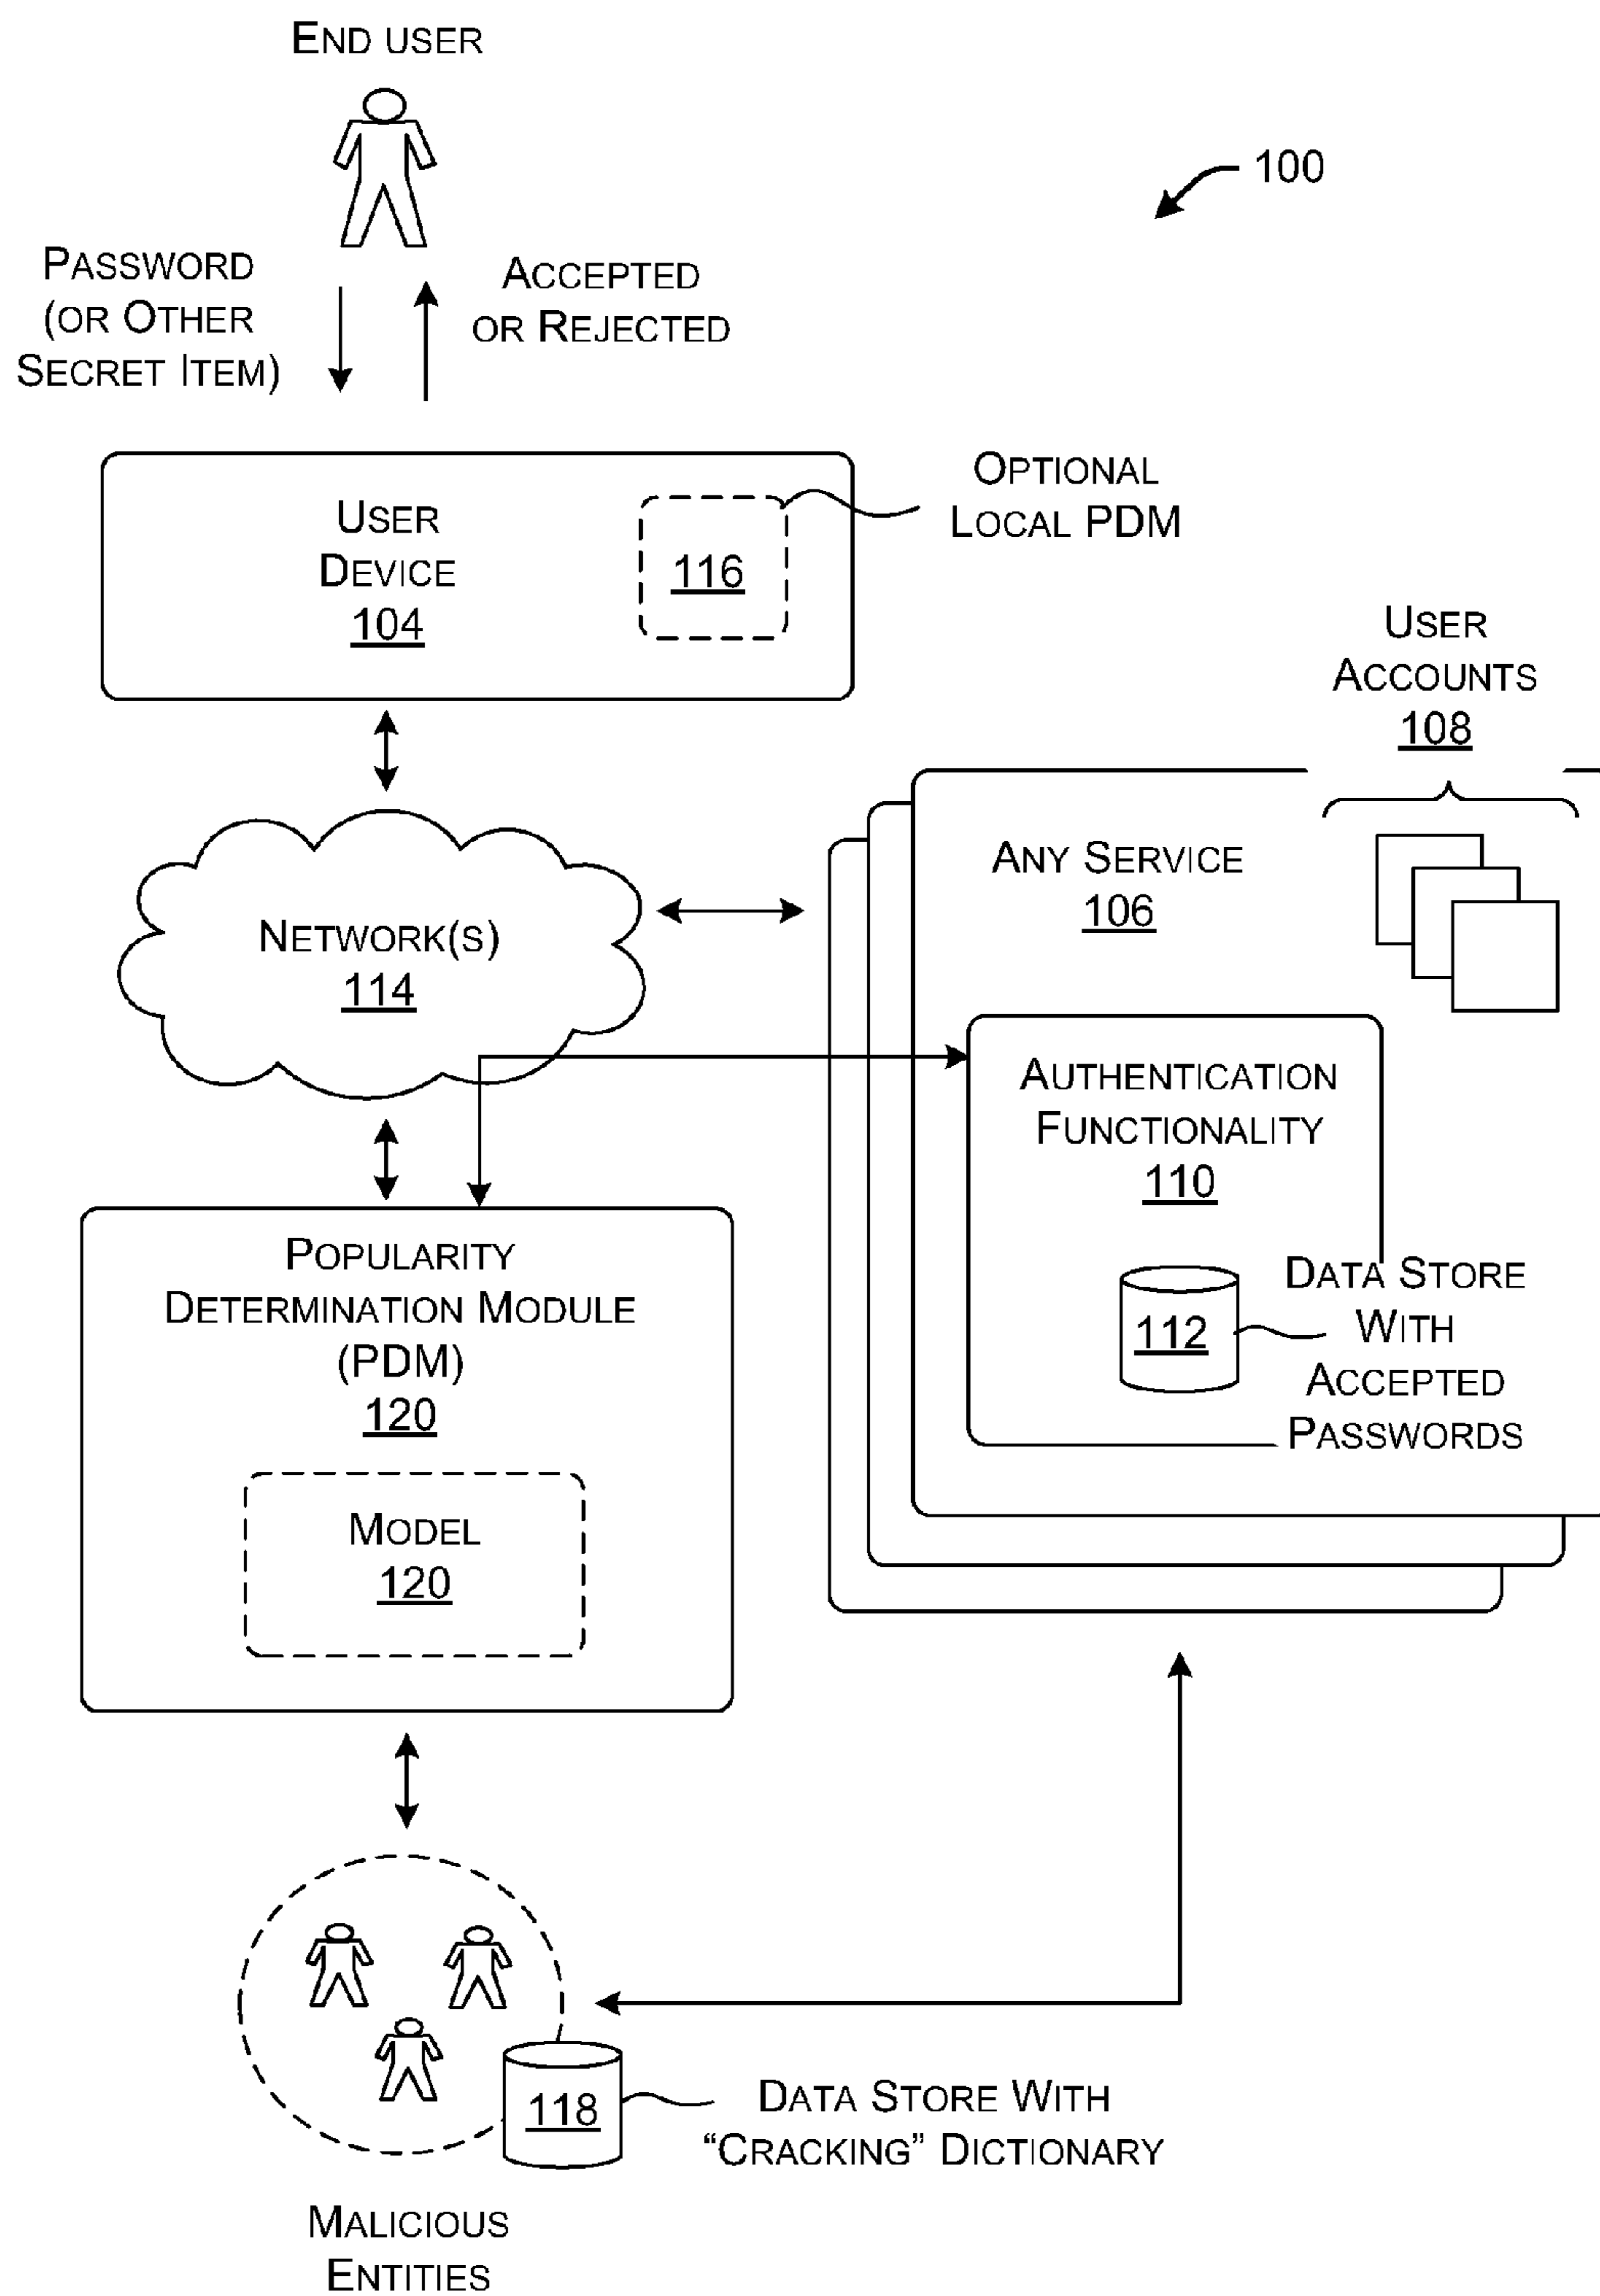 END USER
100
PASSWORD
(OR OTHER
SECRET ITEM)
ACCEPTED
OR REJECTED
USER
DEVICE
104
116
OPTIONAL
LOCAL PDM
USER
ACCOUNTS
108
ANY SERVICE
106
NETWORK(S)
114
AUTHENTICATION
FUNCTIONALITY
110
112
DATA STORE
WITH
ACCEPTED
PASSWORDS
POPULARITY
DETERMINATION MODULE
(PDM)
120
MODEL
120
118
DATA STORE WITH
“CRACKING” DICTIONARY
MALICIOUS
ENTITIES